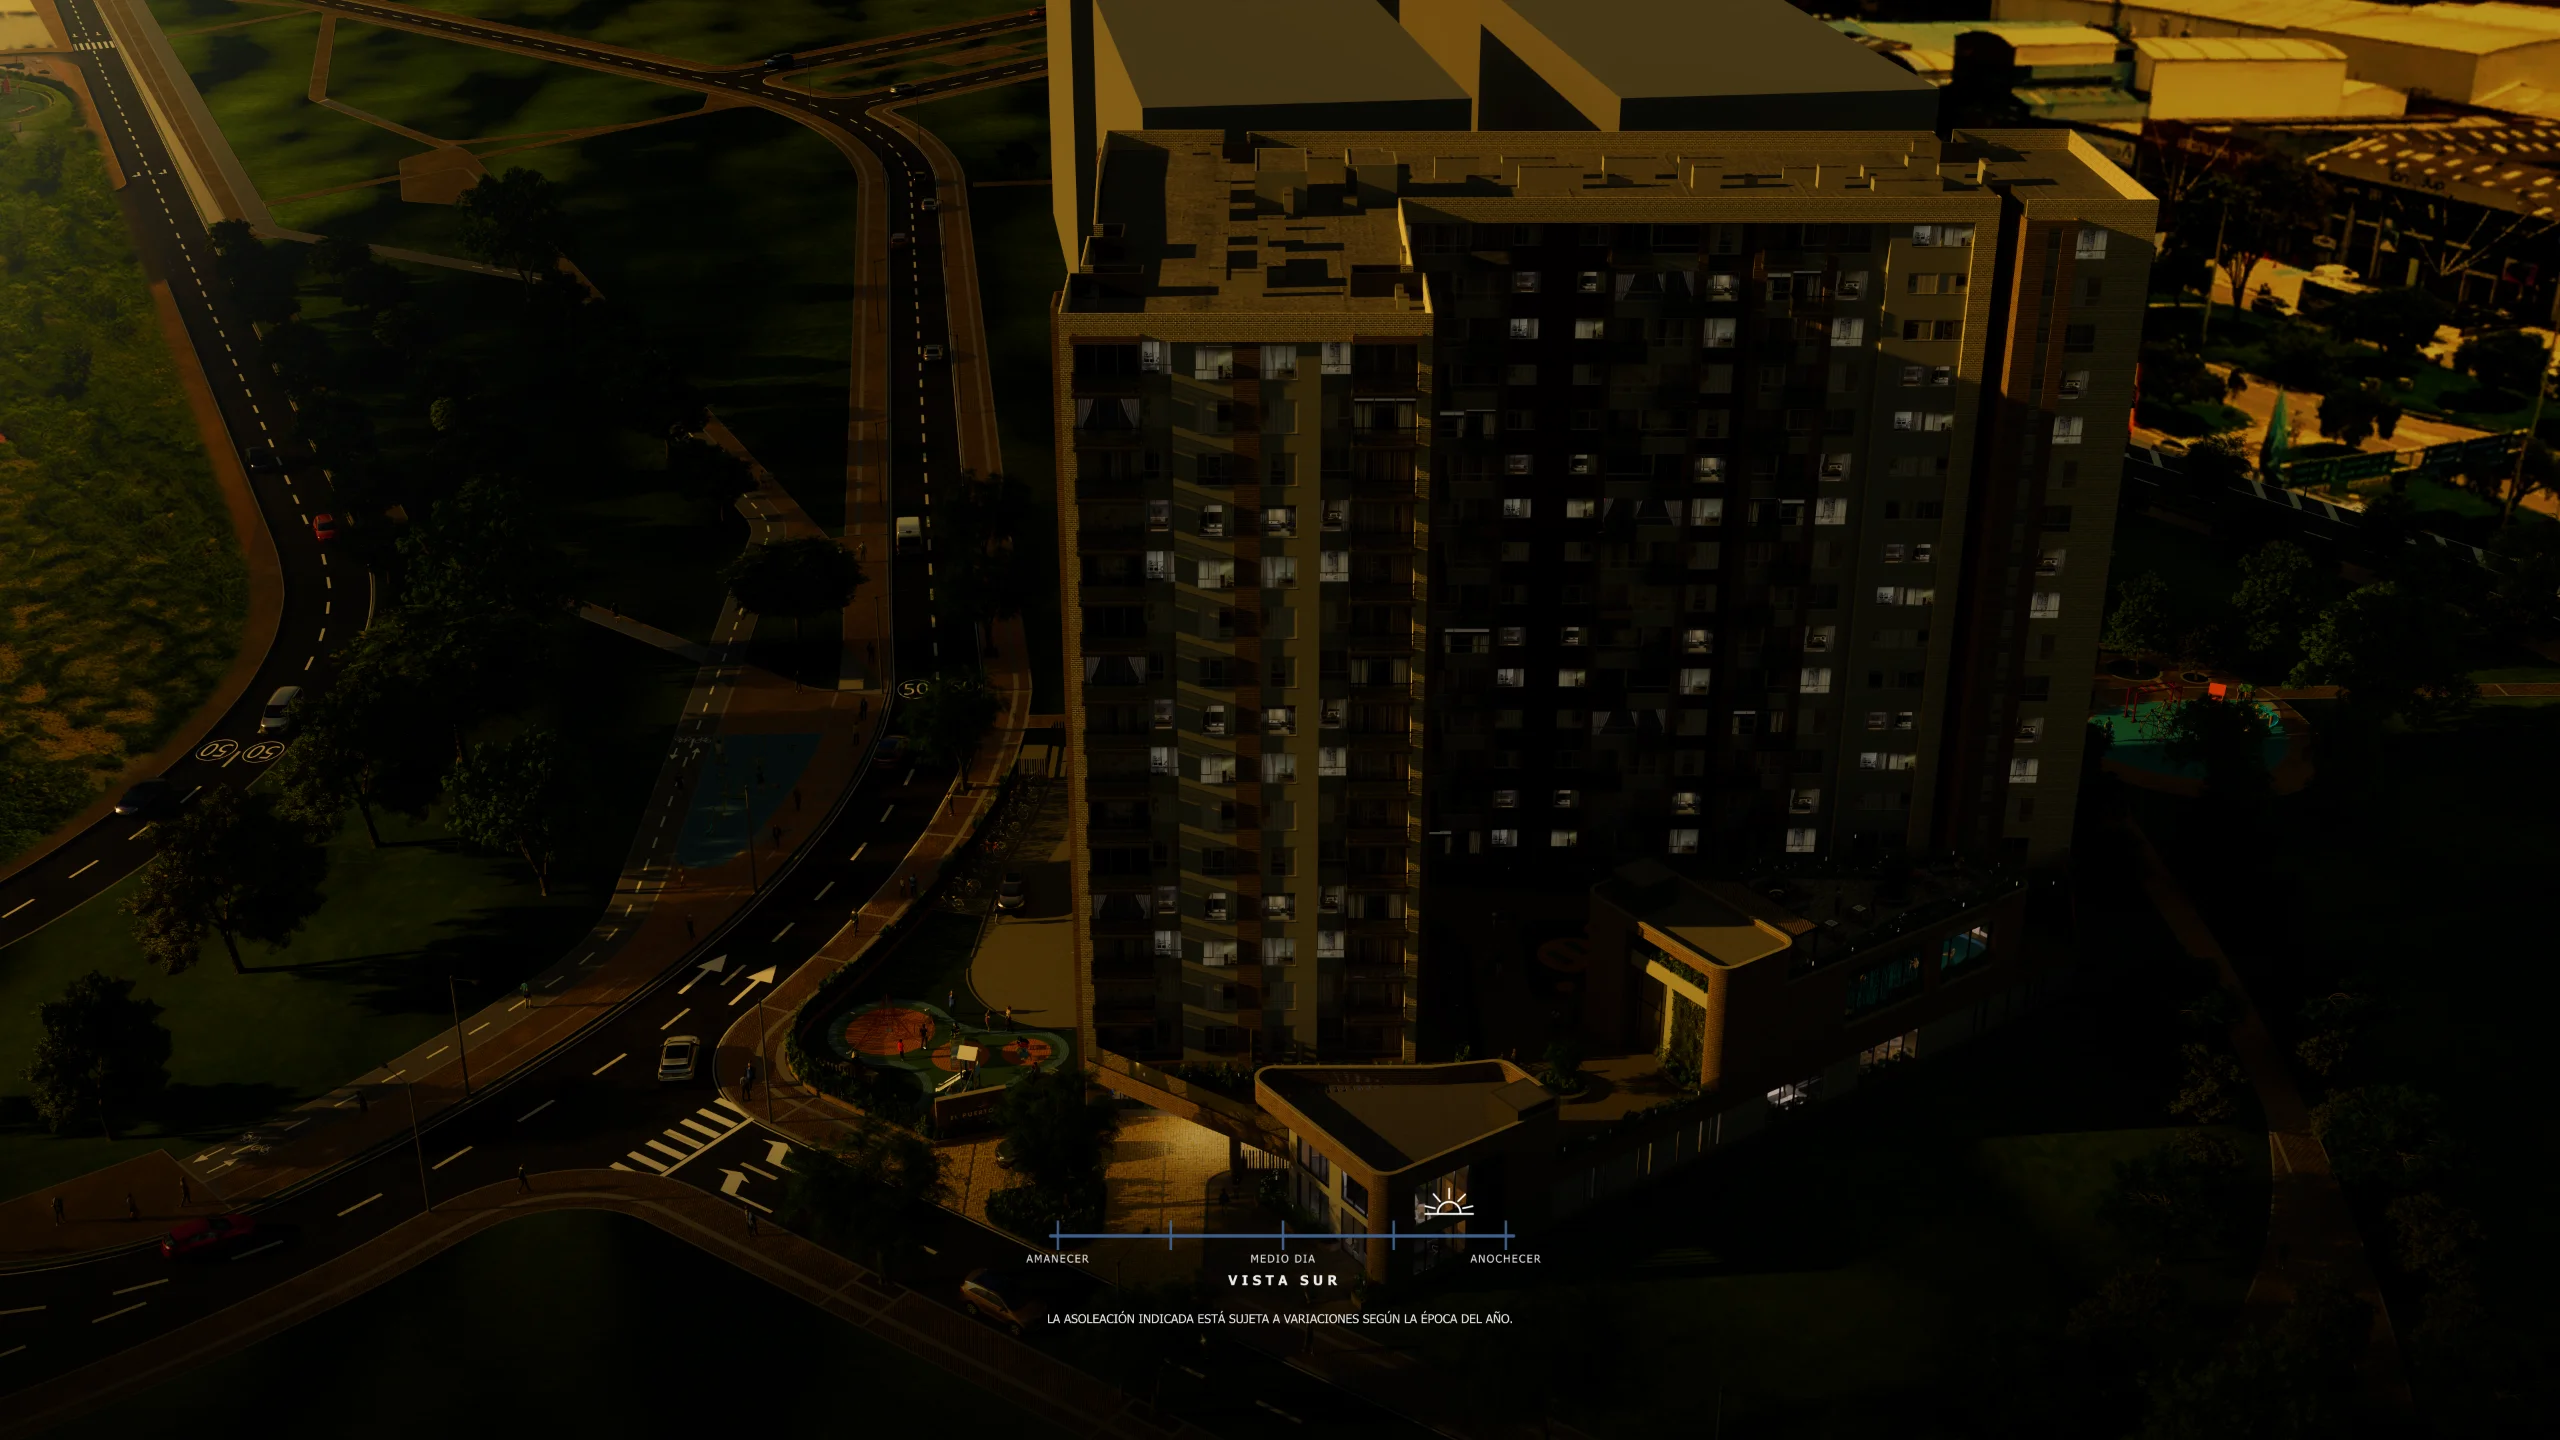 50
50/50
AMANECER
MEDIO DIA
ANOCHECER
VISTA SUR
LA ASOLEACIÓN INDICADA ESTÁ SUJETA A VARIACIONES SEGÚN LA ÉPOCA DEL AÑO.